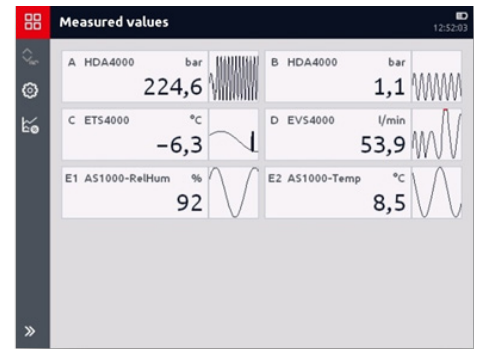 Measured values
12:52:03
A HDA4000 bar
224,6
B HDA4000 bar
1,1
C ETS4000 °C
−6,3
D EVS4000 l/min
53,9
E1 AS1000-RelHum %
92
E2 AS1000-Temp °C
8,5